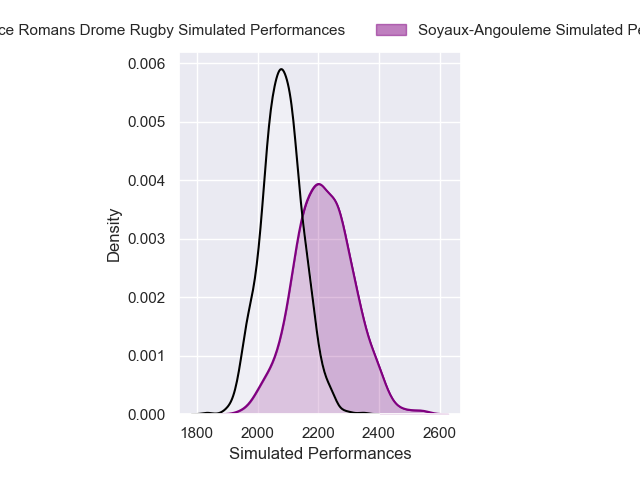 ce Romans Drome Rugby Simulated Performances Soyaux-Angouleme Simulated Pe
0.006
0.005
0.004
0.003
0.002
0.001
0.000
Density
1800 2000 2200 2400 2600
Simulated Performances